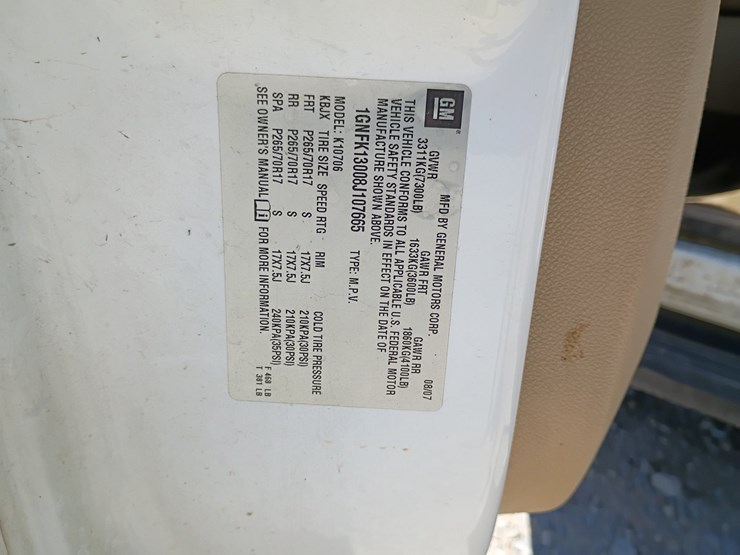 GM
MFD BY GENERAL MOTORS CORP. 08/07
GVWR GAWR FRT GAWR RR
3311KG(7300LB) 1633KG(3600LB) 1860KG(4100LB)
THIS VEHICLE CONFORMS TO ALL APPLICABLE U.S. FEDERAL MOTOR
VEHICLE SAFETY STANDARDS IN EFFECT ON THE DATE OF
MANUFACTURE SHOWN ABOVE.
1GNFK13008J107665 TYPE: M.P.V.
MODEL: K10706
KBJX TIRE SIZE SPEED RTG RIM COLD TIRE PRESSURE
FRT P265/70R17 S 17X7.5J 210KPA(30PSI)
RR P265/70R17 S 17X7.5J 210KPA(30PSI)
SPA P265/70R17 S 17X7.5J 240KPA(35PSI)
SEE OWNER'S MANUAL FOR MORE INFORMATION.
F 468 LB
T 381 LB